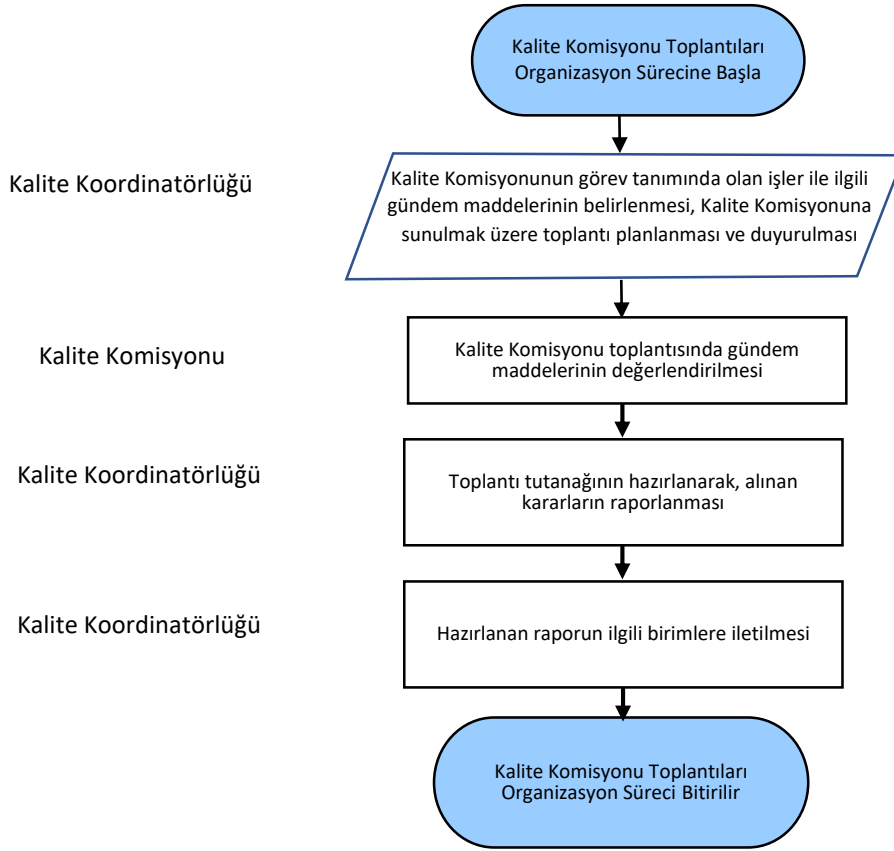 Kalite Komisyonu Toplantıları
Organizasyon Sürecine Başla
Kalite Koordinatörlüğü
Kalite Komisyonunun görev tanımında olan işler ile ilgili
gündem maddelerinin belirlenmesi, Kalite Komisyonuna
sunulmak üzere toplantı planlanması ve duyurulması
Kalite Komisyonu
Kalite Komisyonu toplantısında gündem
maddelerinin değerlendirilmesi
Kalite Koordinatörlüğü
Toplantı tutanağının hazırlanarak, alınan
kararların raporlanması
Kalite Koordinatörlüğü
Hazırlanan raporun ilgili birimlere iletilmesi
Kalite Komisyonu Toplantıları
Organizasyon Süreci Bitirilir